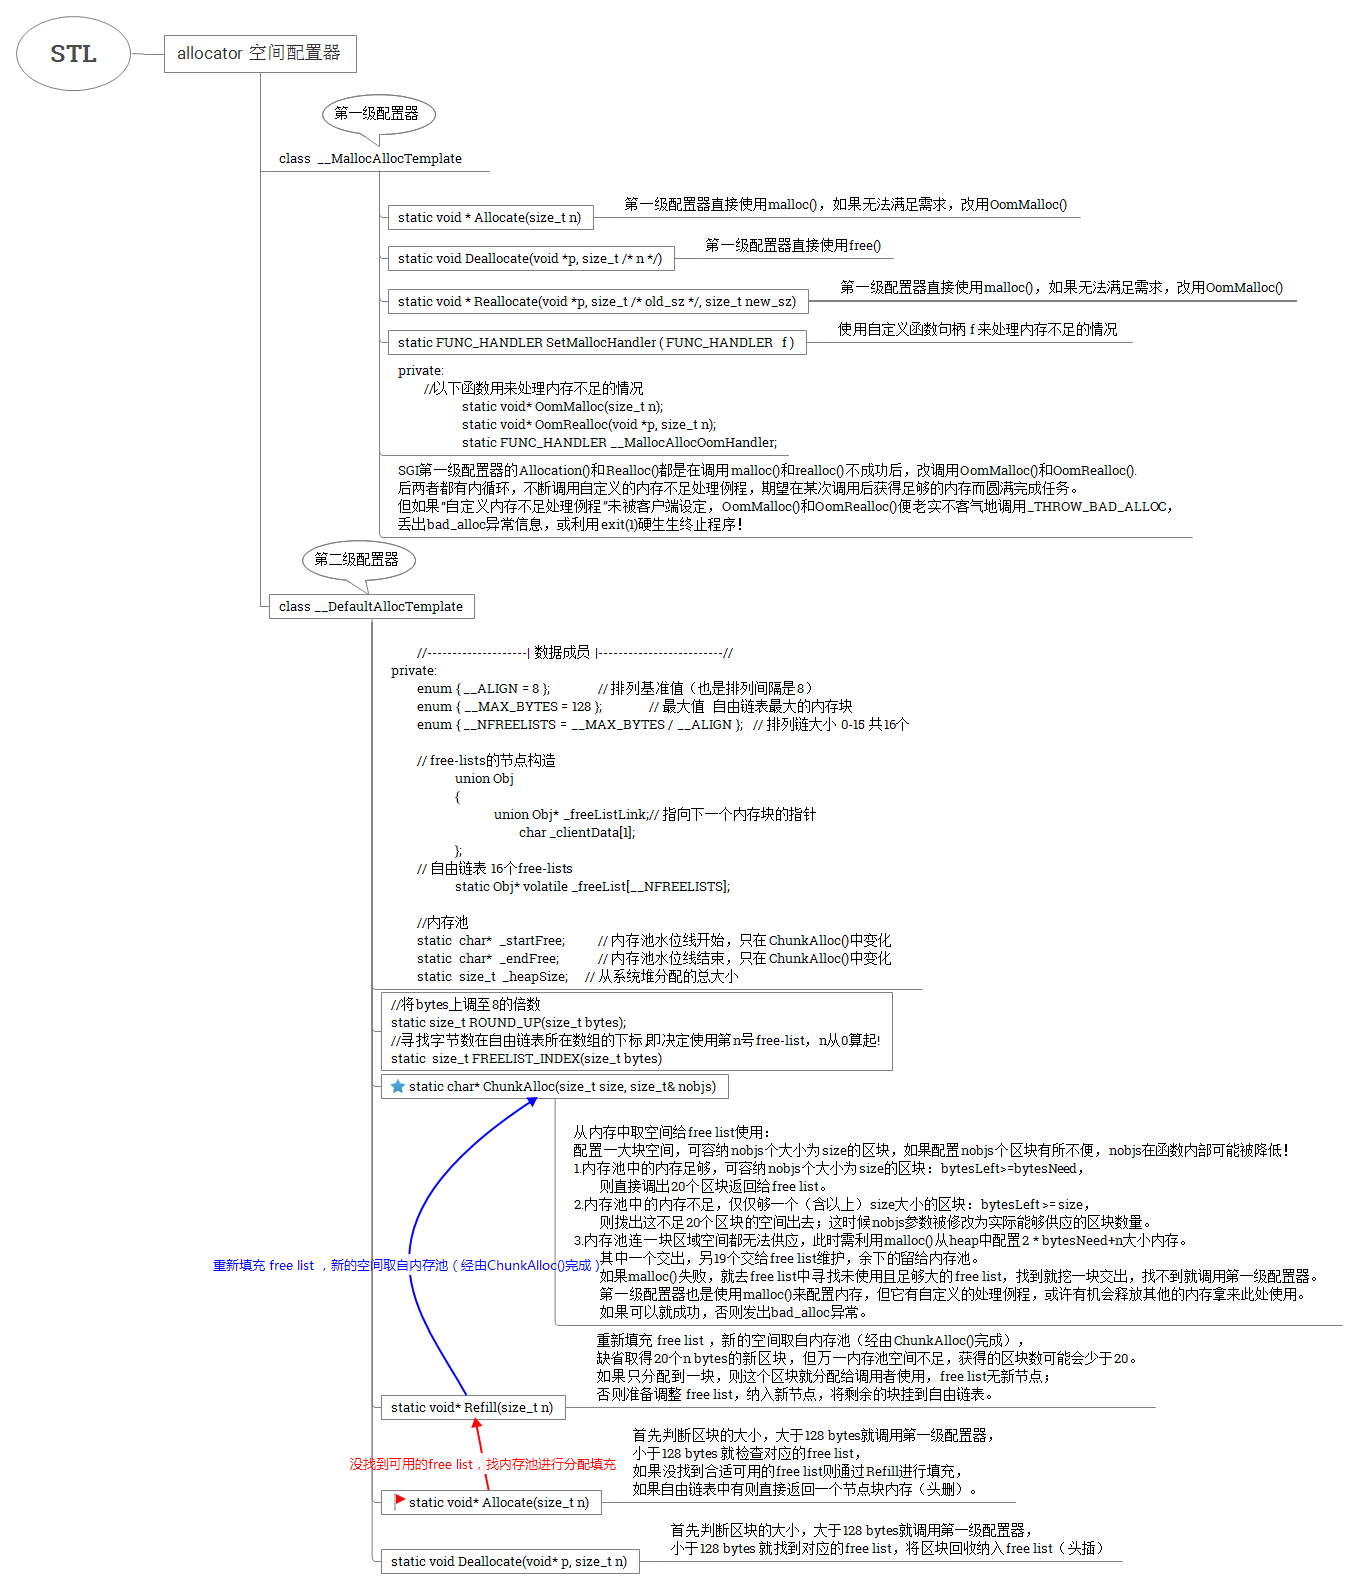 STL
allocator 空间配置器
第一级配置器
class  __MallocAllocTemplate
static void * Allocate(size_t n)
第一级配置器直接使用malloc()，如果无法满足需求，改用OomMalloc()
static void Deallocate(void *p, size_t /* n */)
第一级配置器直接使用free()
static void * Reallocate(void *p, size_t /* old_sz */, size_t new_sz)
第一级配置器直接使用malloc()，如果无法满足需求，改用OomMalloc()
static FUNC_HANDLER SetMallocHandler ( FUNC_HANDLER   f )
使用自定义函数句柄 f 来处理内存不足的情况
private:
//以下函数用来处理内存不足的情况
static void* OomMalloc(size_t n);
static void* OomRealloc(void *p, size_t n);
static FUNC_HANDLER __MallocAllocOomHandler;
SGI第一级配置器的Allocation()和Realloc()都是在调用malloc()和realloc()不成功后，改调用OomMalloc()和OomRealloc().
后两者都有内循环，不断调用自定义的内存不足处理例程，期望在某次调用后获得足够的内存而圆满完成任务。
但如果“自定义内存不足处理例程”未被客户端设定，OomMalloc()和OomRealloc()便老实不客气地调用_THROW_BAD_ALLOC，
丢出bad_alloc异常信息，或利用exit(1)硬生生终止程序！
第二级配置器
class __DefaultAllocTemplate
//--------------------| 数据成员 |-------------------------//
private:
enum { __ALIGN = 8 };  // 排列基准值（也是排列间隔是8）
enum { __MAX_BYTES = 128 };  // 最大值  自由链表最大的内存块
enum { __NFREELISTS = __MAX_BYTES / __ALIGN };  // 排列链大小 0-15 共16个
// free-lists的节点构造
union Obj
{
union Obj* _freeListLink;// 指向下一个内存块的指针
char _clientData[1];
};
// 自由链表 16个free-lists
static Obj* volatile _freeList[__NFREELISTS];
//内存池
static  char*  _startFree;  // 内存池水位线开始，只在ChunkAlloc()中变化
static  char*  _endFree;  // 内存池水位线结束，只在ChunkAlloc()中变化
static  size_t  _heapSize;  // 从系统堆分配的总大小
//将bytes上调至8的倍数
static size_t ROUND_UP(size_t bytes);
//寻找字节数在自由链表所在数组的下标,即决定使用第n号free-list，n从0算起!
static  size_t FREELIST_INDEX(size_t bytes)
static char* ChunkAlloc(size_t size, size_t& nobjs)
从内存中取空间给free list使用：
配置一大块空间，可容纳nobjs个大小为size的区块，如果配置nobjs个区块有所不便，nobjs在函数内部可能被降低！
1.内存池中的内存足够，可容纳nobjs个大小为size的区块：bytesLeft>=bytesNeed，
则直接调出20个区块返回给free list。
2.内存池中的内存不足，仅仅够一个（含以上）size大小的区块：bytesLeft >= size，
则拨出这不足20个区块的空间出去；这时候nobjs参数被修改为实际能够供应的区块数量。
3.内存池连一块区域空间都无法供应，此时需利用malloc()从heap中配置2 * bytesNeed+n大小内存。
其中一个交出，另19个交给free list维护，余下的留给内存池。
如果malloc()失败，就去free list中寻找未使用且足够大的free list，找到就挖一块交出，找不到就调用第一级配置器。
第一级配置器也是使用malloc()来配置内存，但它有自定义的处理例程，或许有机会释放其他的内存拿来此处使用。
如果可以就成功，否则发出bad_alloc异常。
重新填充 free list ，新的空间取自内存池（经由ChunkAlloc()完成）
重新填充 free list ，新的空间取自内存池（经由ChunkAlloc()完成），
缺省取得20个n bytes的新区块，但万一内存池空间不足，获得的区块数可能会少于20。
如果只分配到一块，则这个区块就分配给调用者使用，free list无新节点；
否则准备调整 free list，纳入新节点，将剩余的块挂到自由链表。
static void* Refill(size_t n)
没找到可用的free list，找内存池进行分配填充
首先判断区块的大小，大于128 bytes就调用第一级配置器，
小于128 bytes 就检查对应的free list，
如果没找到合适可用的free list则通过Refill进行填充，
如果自由链表中有则直接返回一个节点块内存（头删）。
static void* Allocate(size_t n)
首先判断区块的大小，大于128 bytes就调用第一级配置器，
小于128 bytes 就找到对应的free list，将区块回收纳入free list（头插）
static void Deallocate(void* p, size_t n)